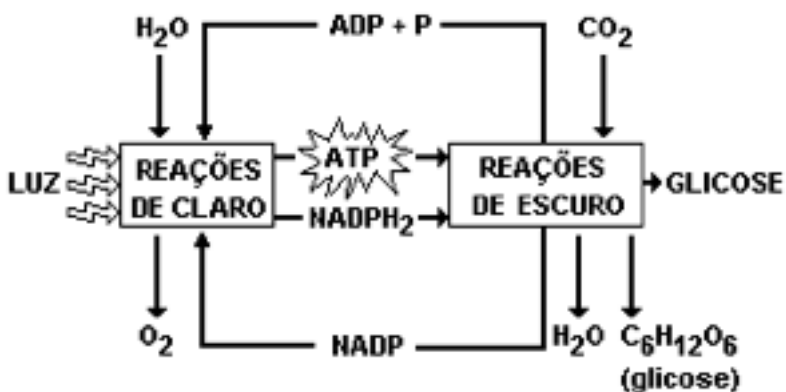 H₂O
ADP + P
CO₂
LUZ
REAÇÕES
DE CLARO
ATP
NADPH₂
REAÇÕES
DE ESCURO
GLICOSE
O₂
NADP
H₂O
C₆H₁₂O₆
(glicose)